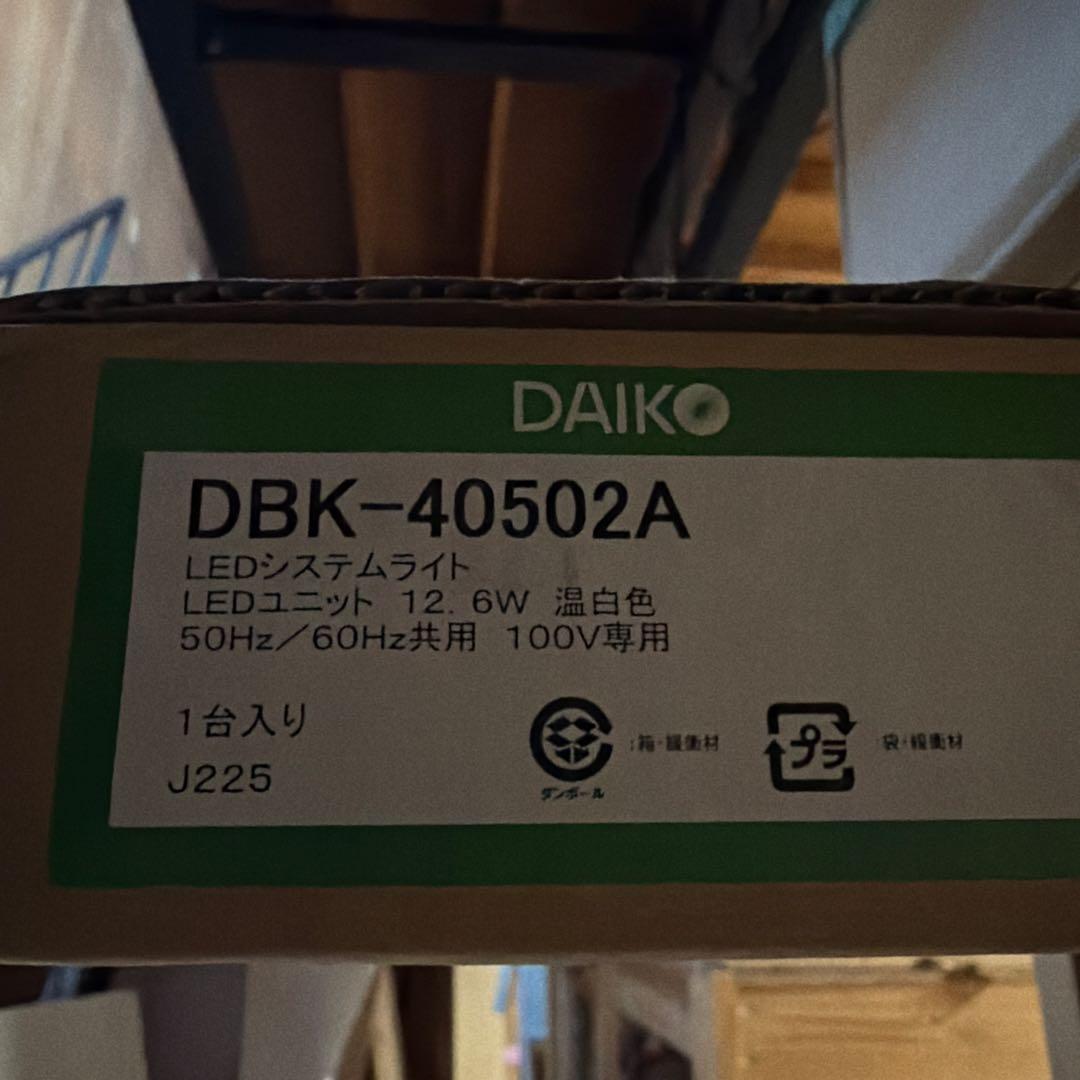 DAIKO
DBK-40502A
LEDシステムライト
LEDユニット 12.6W 温白色
50Hz/60Hz共用 100V専用
1台入り
J225
ダンボール
:箱・緩衝材
プラ
:袋・緩衝材